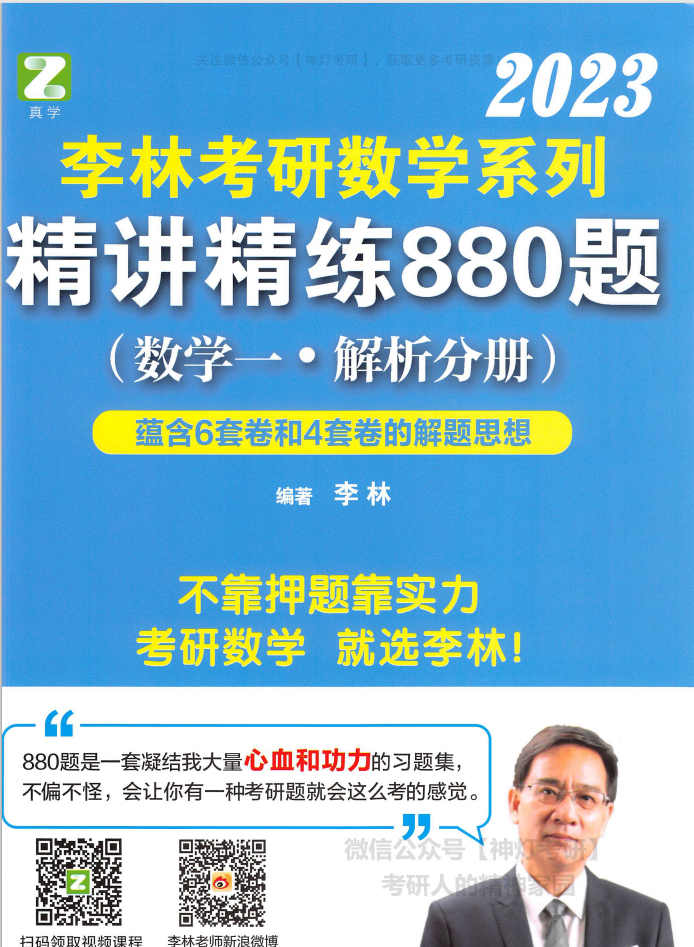 关注微信公众号【神灯考研】，获取更多考研资源
2023
真学
李林考研数学系列
精讲精练880题
（数学一·解析分册）
蕴含6套卷和4套卷的解题思想
编著 李林
不靠押题靠实力
考研数学 就选李林！
“
880题是一套凝结我大量心血和功力的习题集，
不偏不怪，会让你有一种考研题就会这么考的感觉。
”
微信公众号【神灯考研】
考研人的精神家园
扫码领取视频课程
李林老师新浪微博